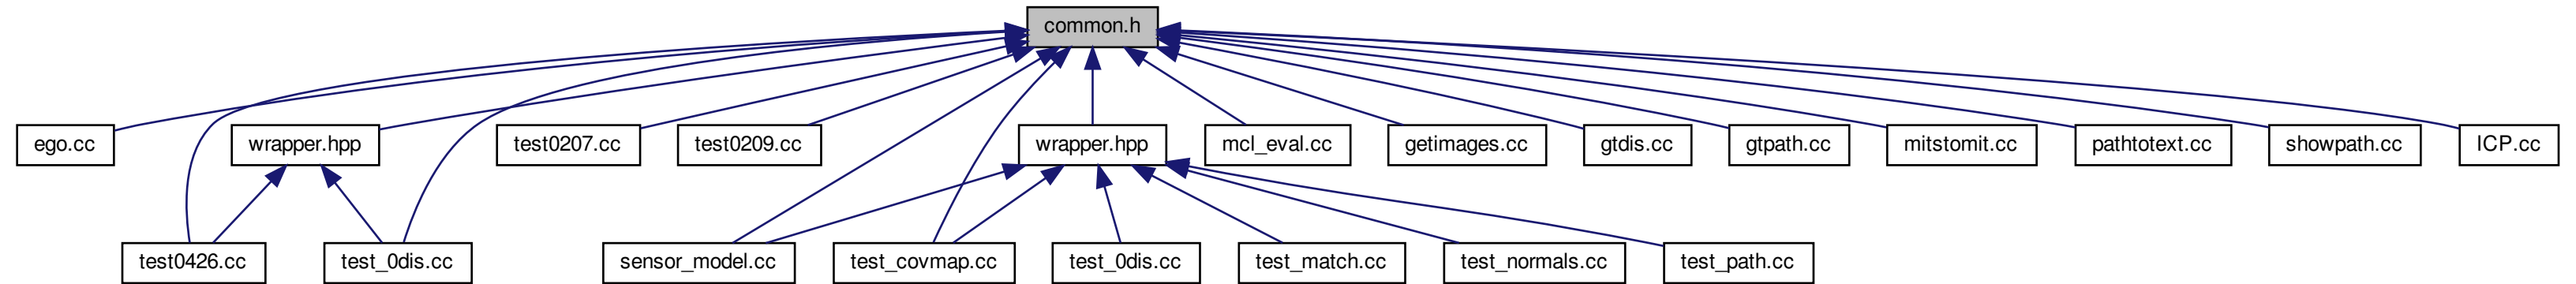 common.h
ego.cc
wrapper.hpp
test0207.cc
test0209.cc
wrapper.hpp
mcl_eval.cc
getimages.cc
gtdis.cc
gtpath.cc
mitstomit.cc
pathtotext.cc
showpath.cc
ICP.cc
test0426.cc
test_0dis.cc
sensor_model.cc
test_covmap.cc
test_0dis.cc
test_match.cc
test_normals.cc
test_path.cc